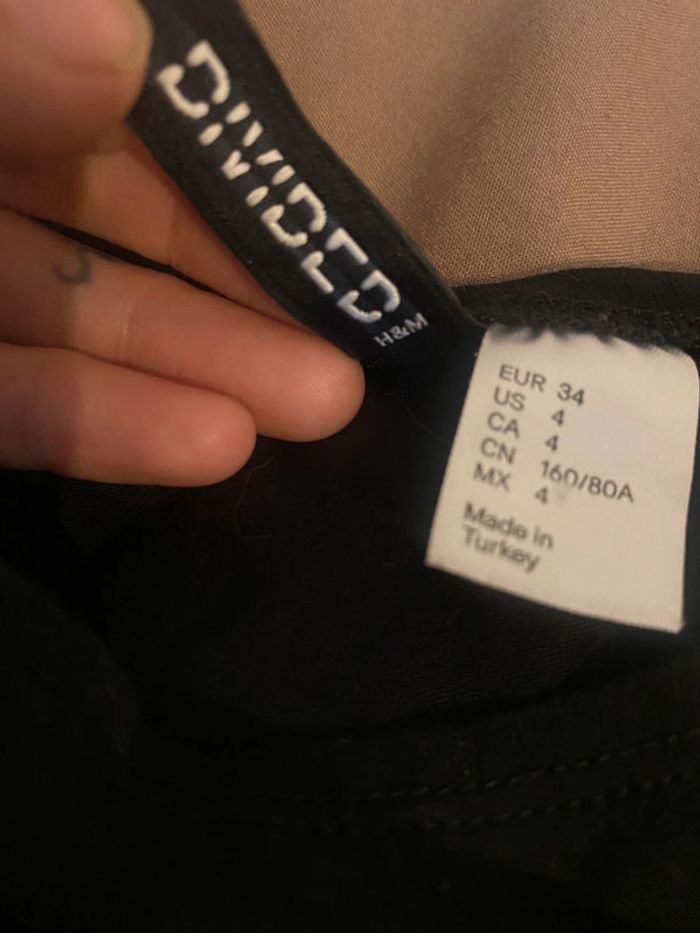 DIVIDED
H&M
EUR 34
US 4
CA 4
CN 160/80A
MX 4
Made in
Turkey